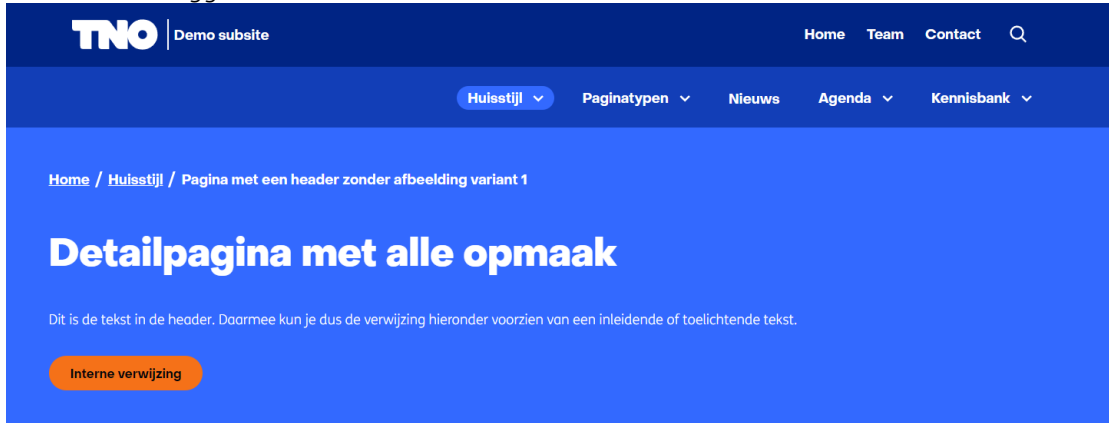 TNO Demo subsite
Home Team Contact
Huisstijl Paginatypen Nieuws Agenda Kennisbank
Home / Huisstijl / Pagina met een header zonder afbeelding variant 1
Detailpagina met alle opmaak
Dit is de tekst in de header. Daarmee kun je dus de verwijzing hieronder voorzien van een inleidende of toelichtende tekst.
Interne verwijzing